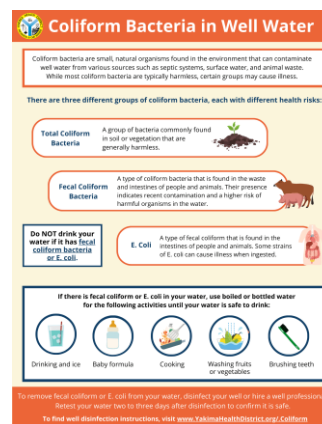 Coliform Bacteria in Well Water
Coliform bacteria are small, natural organisms found in the environment that can contaminate
well water from various sources such as septic systems, surface water, and animal waste.
While most coliform bacteria are typically harmless, certain groups may cause illness.
There are three different groups of coliform bacteria, each with different health risks:
Total Coliform
Bacteria
A group of bacteria commonly found
in soil or vegetation that are
generally harmless.
Fecal Coliform
Bacteria
A type of coliform bacteria that is found in the waste
and intestines of people and animals. Their presence
indicates recent contamination and a higher risk of
harmful organisms in the water.
Do NOT drink your
water if it has fecal
coliform bacteria
or E. coli.
E. Coli
A type of fecal coliform that is found in the
intestines of people and animals. Some strains
of E. coli can cause illness when ingested.
If there is fecal coliform or E. coli in your water, use boiled or bottled water
for the following activities until your water is safe to drink:
Drinking and ice
Baby formula
Cooking
Washing fruits
or vegetables
Brushing teeth
To remove fecal coliform or E. coli from your water, disinfect your well or hire a well professional.
Retest your water two to three days after disinfection to confirm it is safe.
To find well disinfection instructions, visit www.YakimaHealthDistrict.org/.Coliform